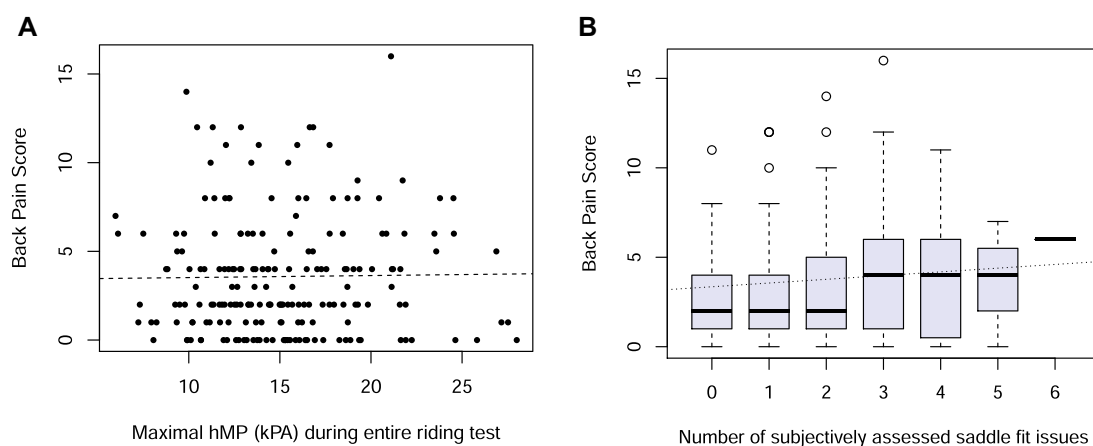 A
Back Pain Score
15
10
5
0
10 15 20 25
Maximal hMP (kPA) during entire riding test
B
Back Pain Score
15
10
5
0
0 1 2 3 4 5 6
Number of subjectively assessed saddle fit issues